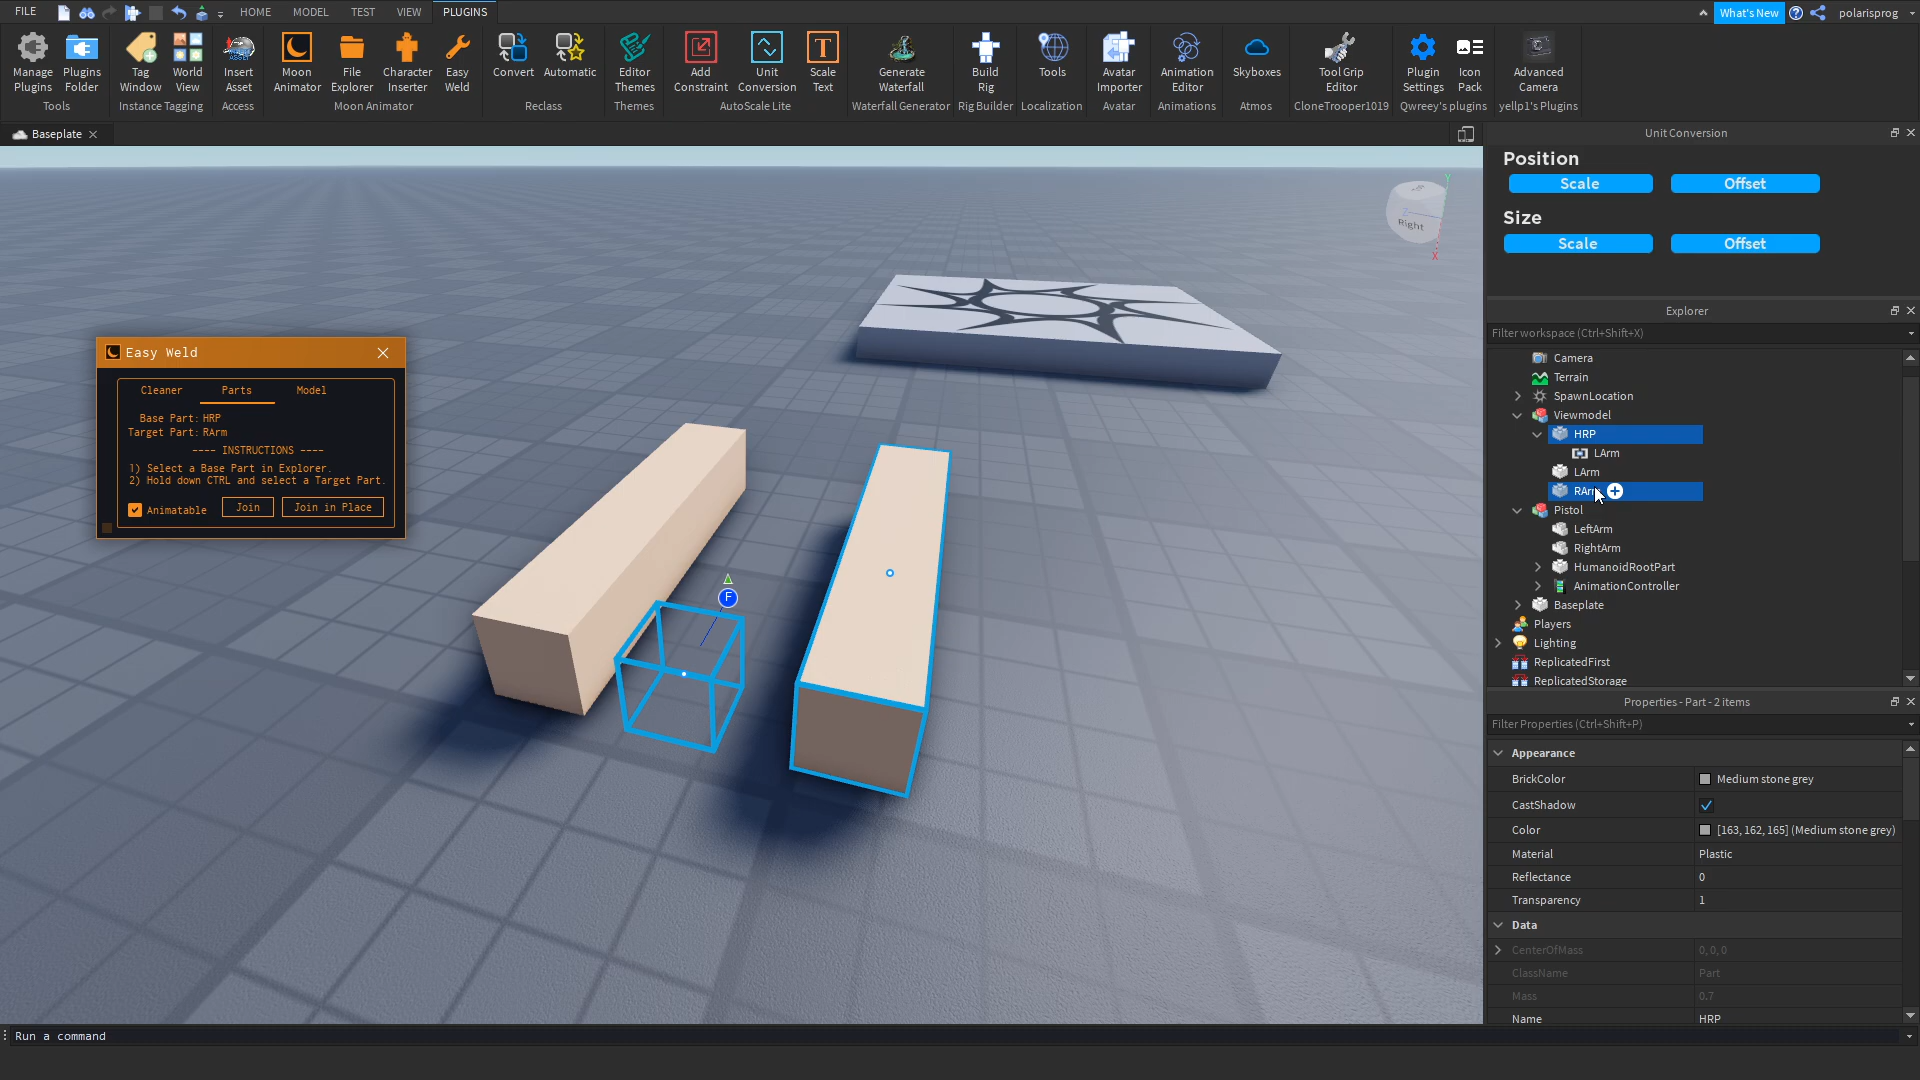 FILE HOME MODEL TEST VIEW PLUGINS What's New polarisprog
Manage Plugins
Plugins Folder
Tools
Tag Window
World View
Instance Tagging
Insert Asset
Access
Moon Animator
File Explorer
Character Inserter
Easy Weld
Moon Animator
Convert
Automatic
Reclass
Editor Themes
Themes
Add Constraint
Unit Conversion
Scale Text
AutoScale Lite
Generate Waterfall
Waterfall Generator
Build Rig
Rig Builder
Tools
Localization
Avatar Importer
Avatar
Animation Editor
Animations
Skyboxes
Atmos
Tool Grip Editor
CloneTrooper1019
Plugin Settings
Icon Pack
Qwreey's plugins
Advanced Camera
yellp1's Plugins
Baseplate
Right
Y
Z
X
F
Easy Weld
Cleaner Parts Model
Base Part: HRP
Target Part: RArm
---- INSTRUCTIONS ----
1) Select a Base Part in Explorer.
2) Hold down CTRL and select a Target Part.
Animatable Join Join in Place
Unit Conversion
Position
Scale Offset
Size
Scale Offset
Explorer
Filter workspace (Ctrl+Shift+X)
Camera
Terrain
SpawnLocation
Viewmodel
HRP
LArm
LArm
Pistol
LeftArm
RightArm
HumanoidRootPart
AnimationController
Baseplate
Players
Lighting
ReplicatedFirst
ReplicatedStorage
Properties - Part - 2 items
Filter Properties (Ctrl+Shift+P)
Appearance
BrickColor Medium stone grey
CastShadow
Color [163, 162, 165] (Medium stone grey)
Material Plastic
Reflectance 0
Transparency 1
Data
CenterOfMass 0, 0, 0
ClassName Part
Mass 0.7
Name HRP
Run a command